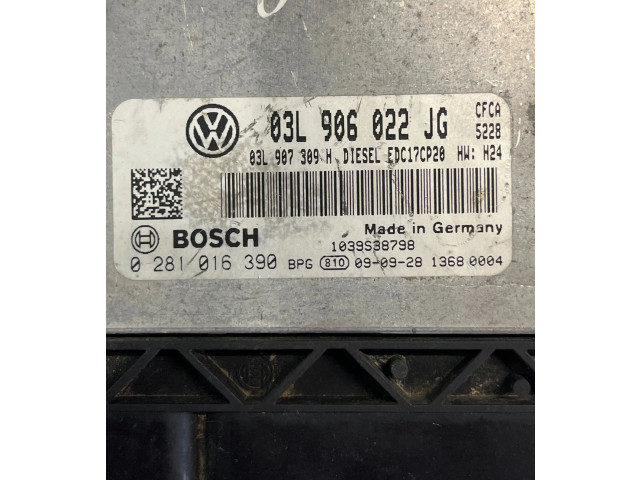 03L 906 022 JG CFCA
5228
03L 907 309 H DIESEL EDC17CP20 HW: H24
Made in Germany
BOSCH
1039S38798
0 281 016 390 BPG 810 09-09-28 1368 0004